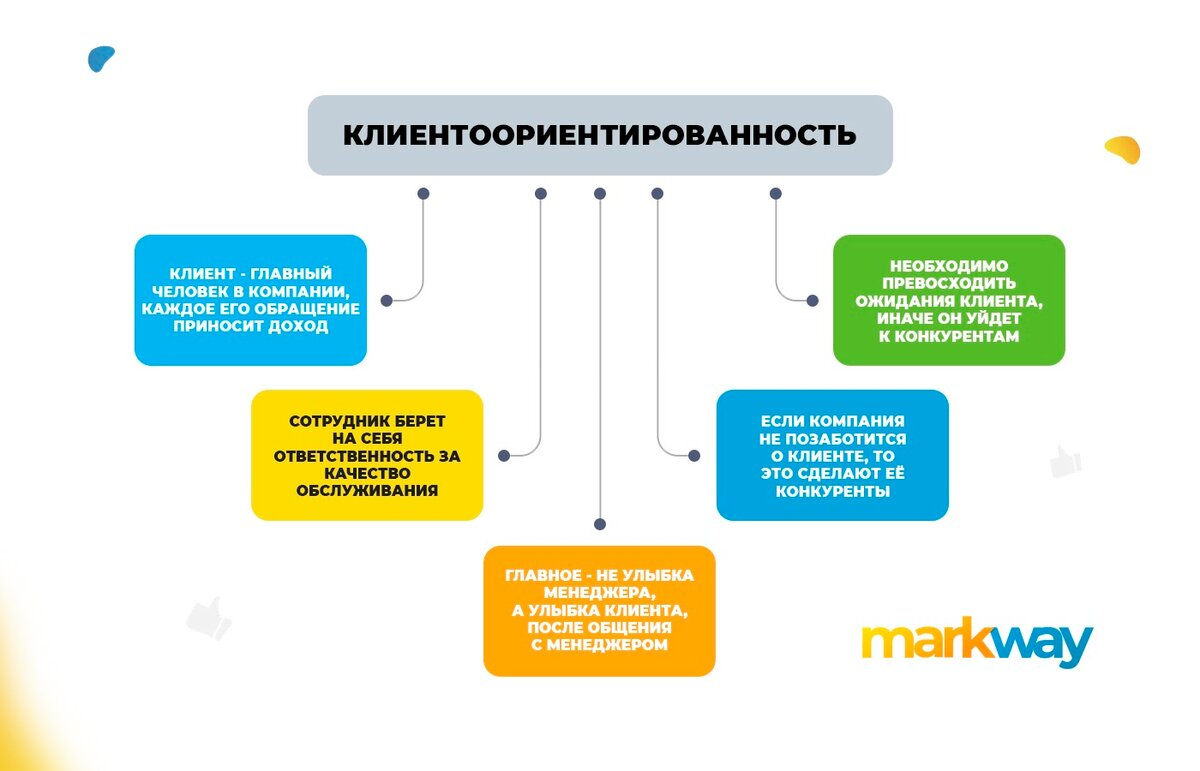 КЛИЕНТООРИЕНТИРОВАННОСТЬ
КЛИЕНТ - ГЛАВНЫЙ
ЧЕЛОВЕК В КОМПАНИИ,
КАЖДОЕ ЕГО ОБРАЩЕНИЕ
ПРИНОСИТ ДОХОД
НЕОБХОДИМО
ПРЕВОСХОДИТЬ
ОЖИДАНИЯ КЛИЕНТА,
ИНАЧЕ ОН УЙДЕТ
К КОНКУРЕНТАМ
СОТРУДНИК БЕРЕТ
НА СЕБЯ
ОТВЕТСТВЕННОСТЬ ЗА
КАЧЕСТВО
ОБСЛУЖИВАНИЯ
ЕСЛИ КОМПАНИЯ
НЕ ПОЗАБОТИТСЯ
О КЛИЕНТЕ, ТО
ЭТО СДЕЛАЮТ ЕЁ
КОНКУРЕНТЫ
ГЛАВНОЕ - НЕ УЛЫБКА
МЕНЕДЖЕРА,
А УЛЫБКА КЛИЕНТА,
ПОСЛЕ ОБЩЕНИЯ
С МЕНЕДЖЕРОМ
markway